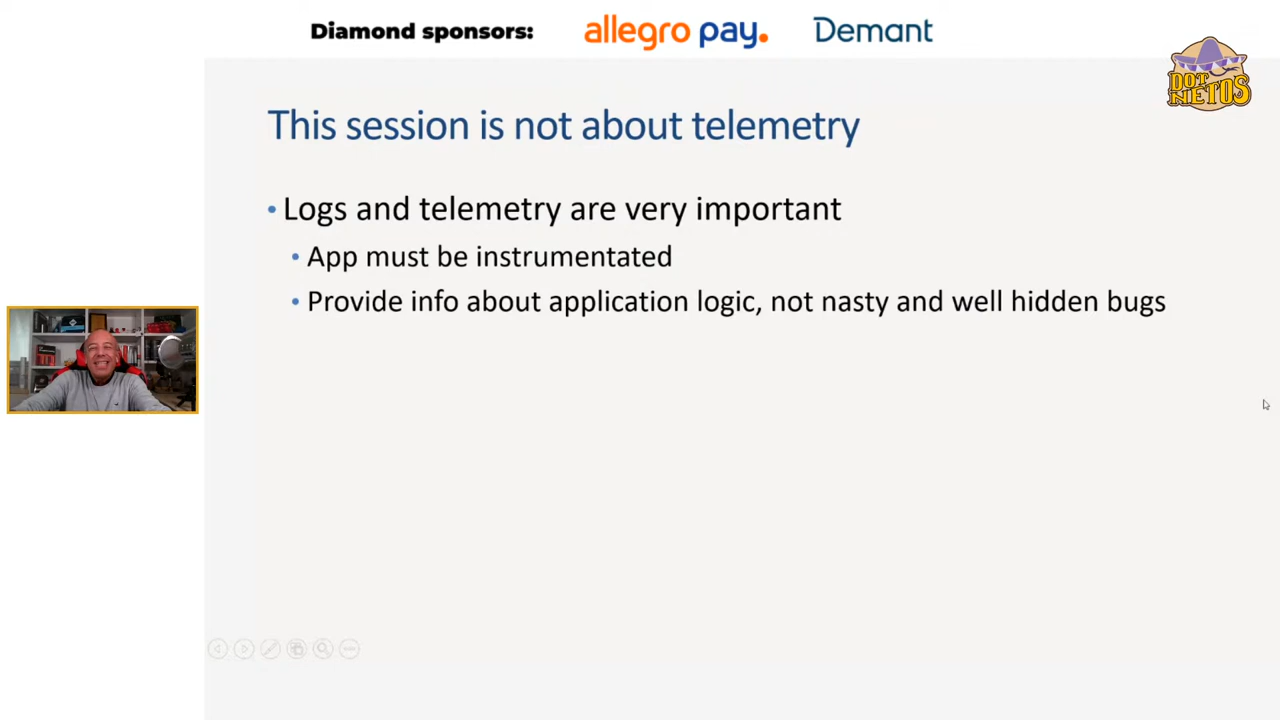 Diamond sponsors:
allegro pay.
Demant
DOT
NETOS
This session is not about telemetry
• Logs and telemetry are very important
• App must be instrumentated
• Provide info about application logic, not nasty and well hidden bugs